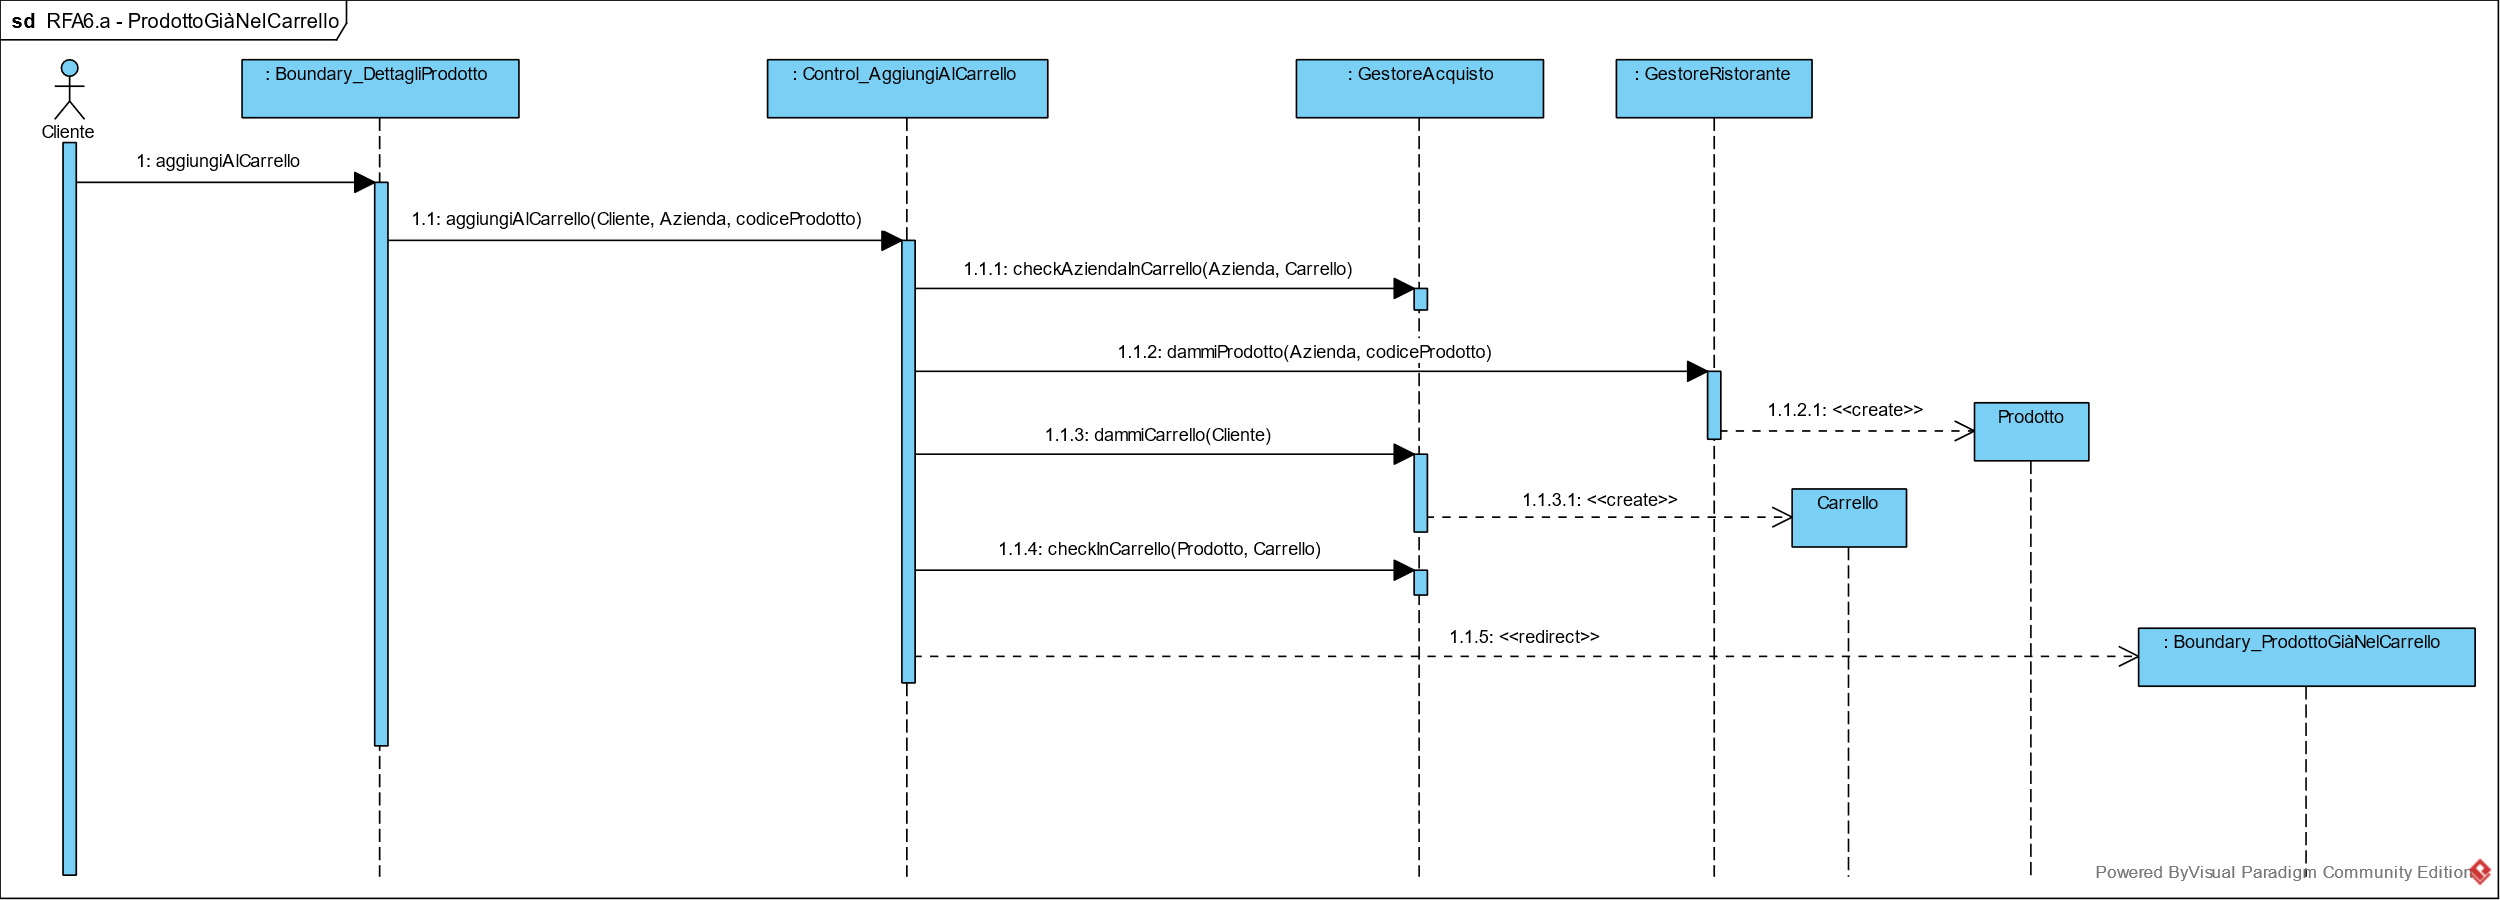 sd RFA6.a - ProdottoGiàNelCarrello
Cliente
: Boundary_DettagliProdotto
: Control_AggiungiAlCarrello
: GestoreAcquisto
: GestoreRistorante
1: aggiungiAlCarrello
1.1: aggiungiAlCarrello(Cliente, Azienda, codiceProdotto)
1.1.1: checkAziendaInCarrello(Azienda, Carrello)
1.1.2: dammiProdotto(Azienda, codiceProdotto)
1.1.2.1: <<create>>
Prodotto
1.1.3: dammiCarrello(Cliente)
1.1.3.1: <<create>>
Carrello
1.1.4: checkInCarrello(Prodotto, Carrello)
1.1.5: <<redirect>>
: Boundary_ProdottoGiàNelCarrello
Powered ByVisual Paradigm Community Edition